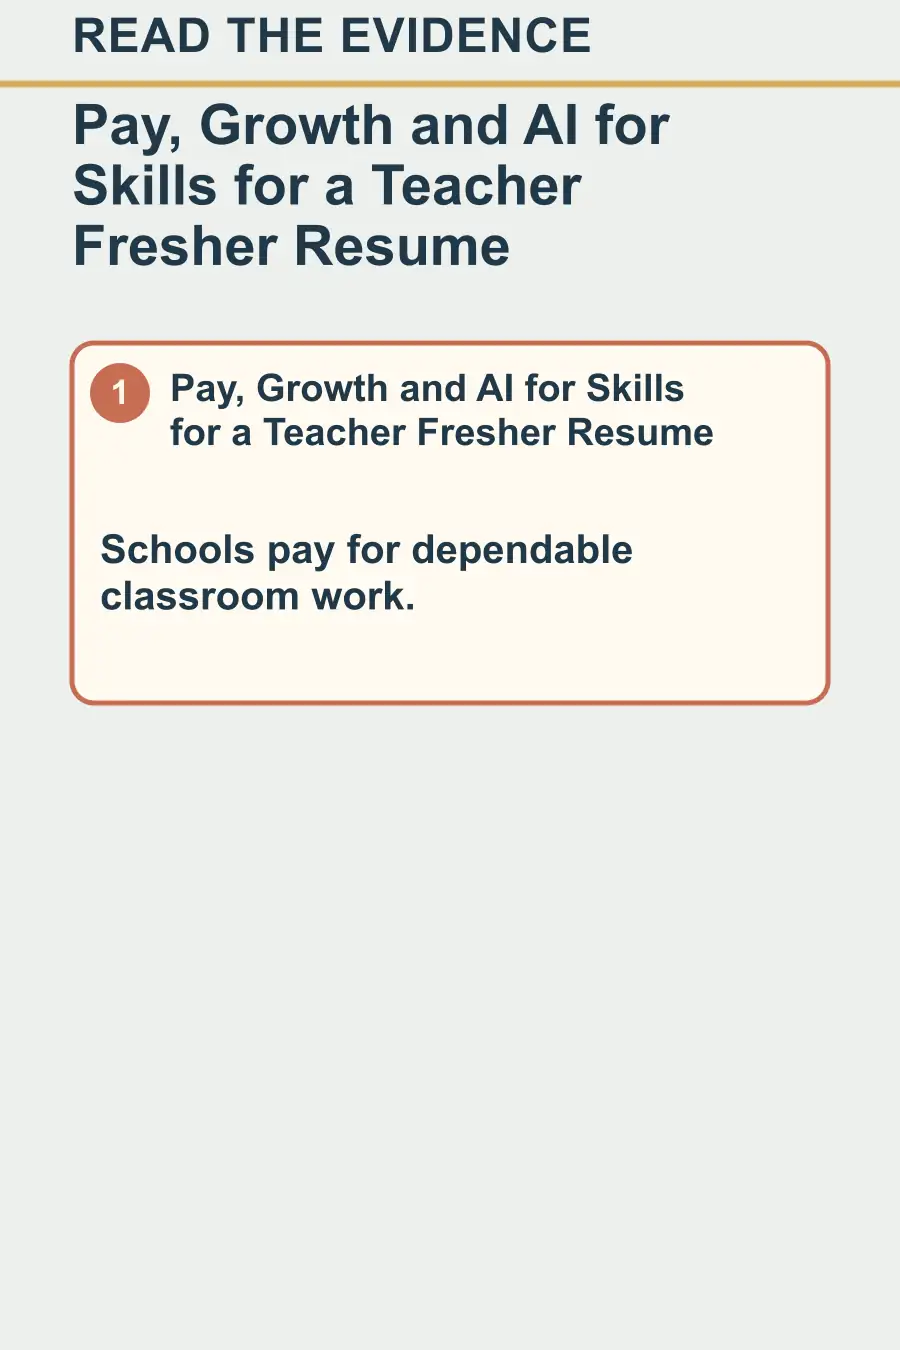 READ THE EVIDENCE
Pay, Growth and AI for
Skills for a Teacher
Fresher Resume
1
Pay, Growth and AI for Skills
for a Teacher Fresher Resume
Schools pay for dependable
classroom work.